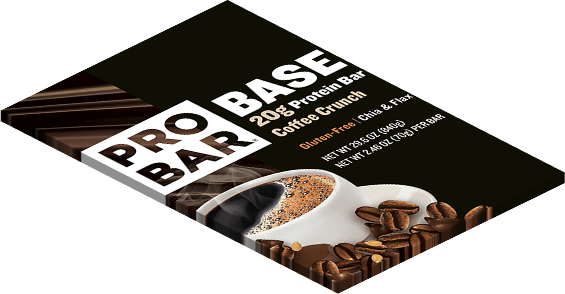 PRO
BAR
BASE
20g Protein Bar
Coffee Crunch
Gluten-Free | Chia & Flax
NET WT 29.6 OZ (840g)
NET WT 2.46 OZ (70g) PER BAR